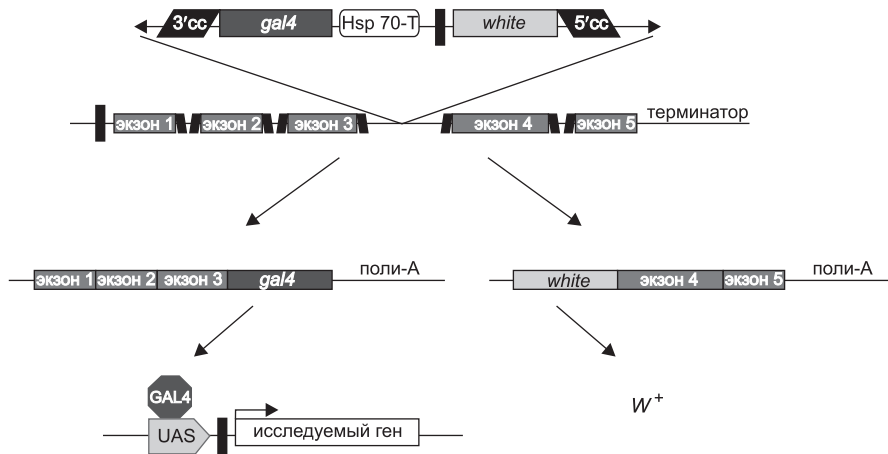 3'cc gal4 Hsp 70-T white 5'cc
экзон 1 экзон 2 экзон 3 экзон 4 экзон 5 терминатор
экзон 1 экзон 2 экзон 3 gal4 поли-А
white экзон 4 экзон 5 поли-А
GAL4
UAS исследуемый ген
W+